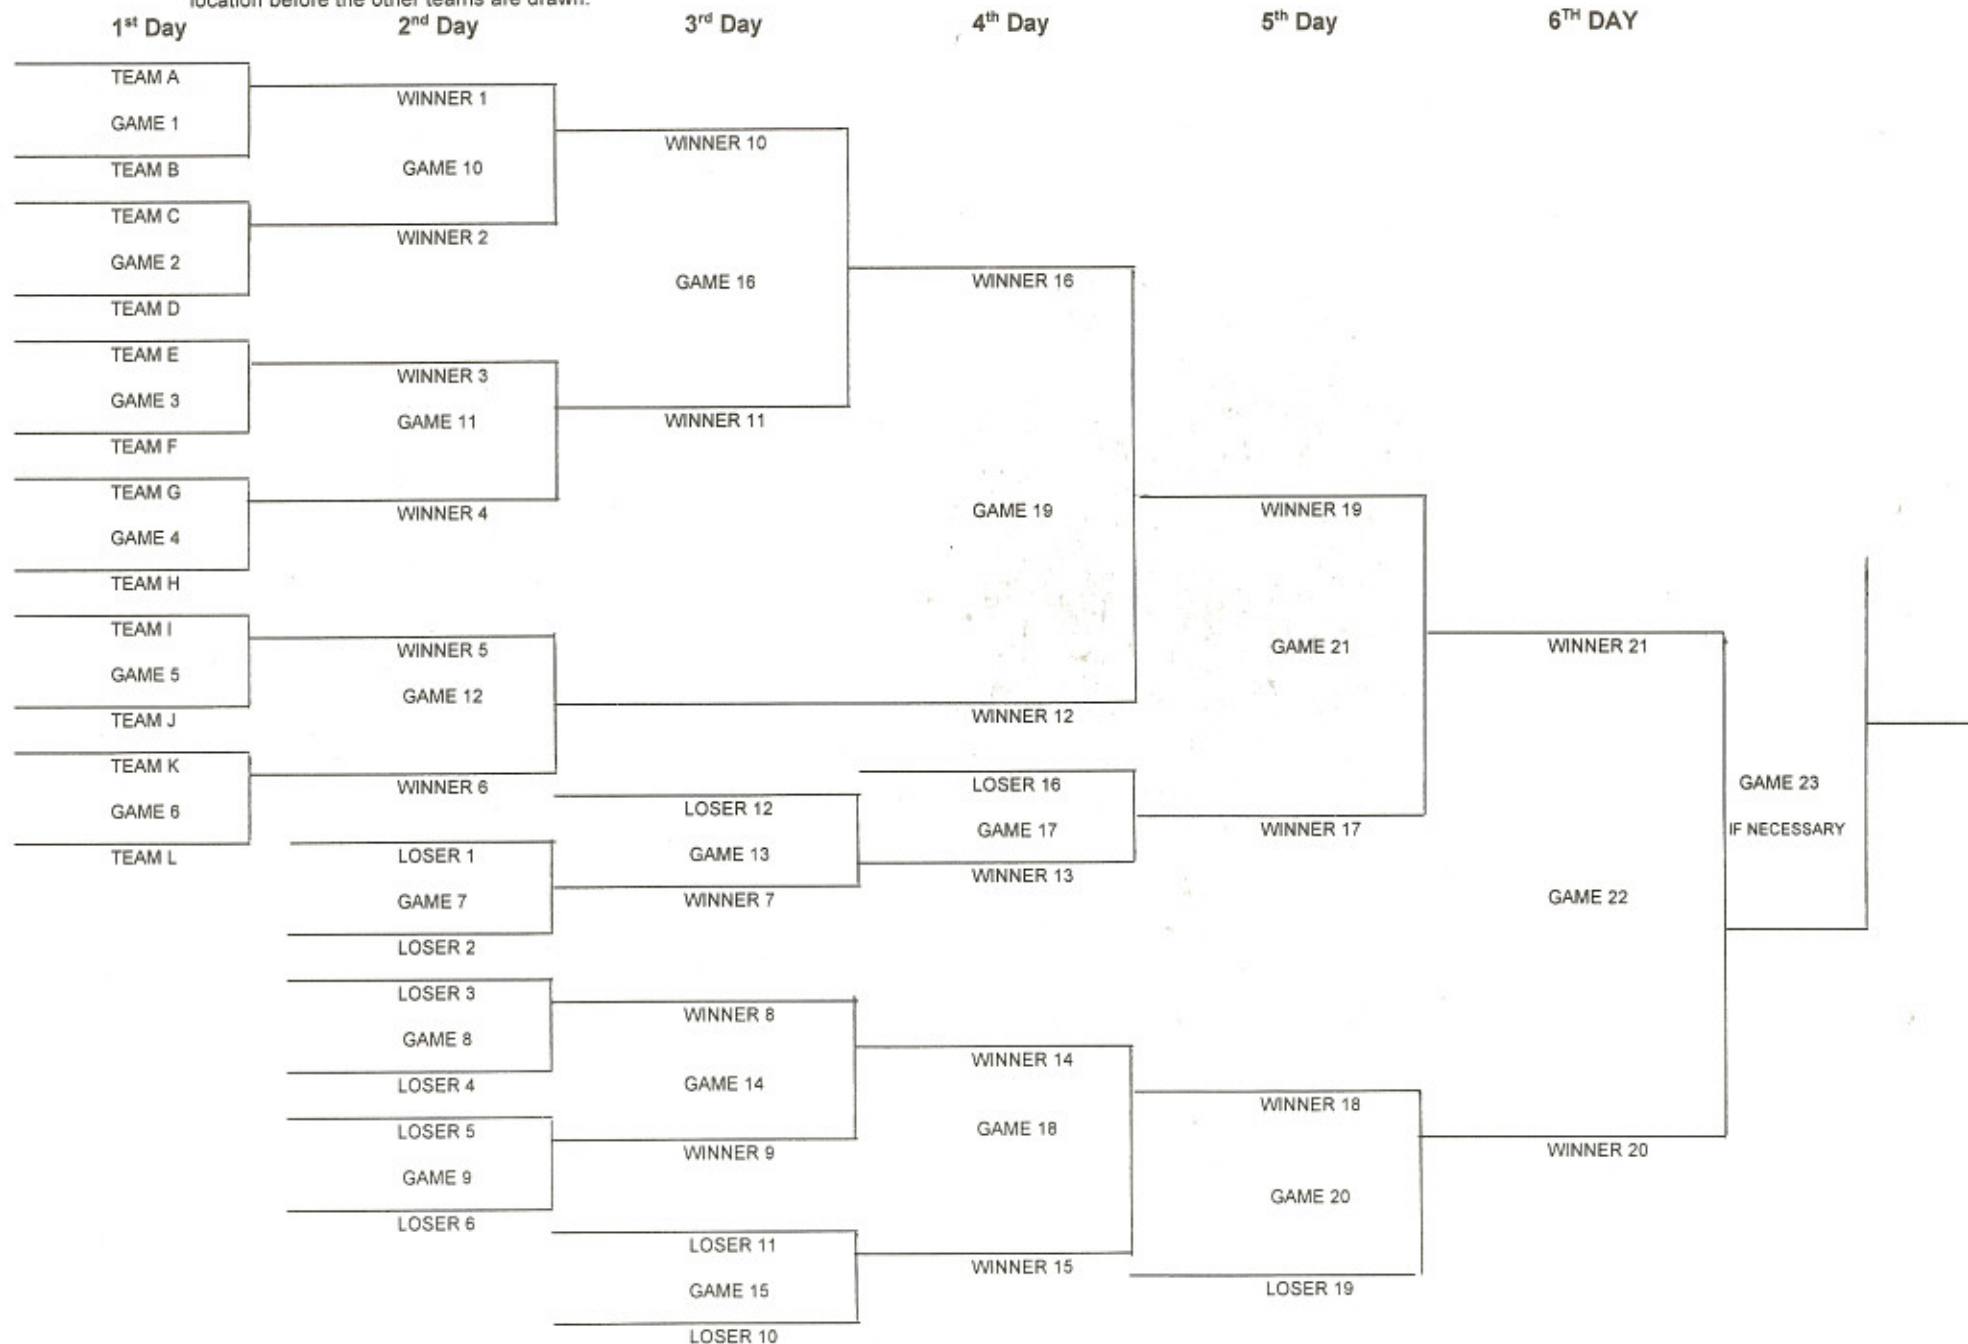 location before the other teams are drawn.
1st Day 2nd Day 3rd Day 4th Day 5th Day 6TH DAY
TEAM A
GAME 1
TEAM B
TEAM C
GAME 2
TEAM D
TEAM E
GAME 3
TEAM F
TEAM G
GAME 4
TEAM H
TEAM I
GAME 5
TEAM J
TEAM K
GAME 6
TEAM L
WINNER 1
GAME 10
WINNER 2
WINNER 3
GAME 11
WINNER 4
WINNER 5
GAME 12
WINNER 6
LOSER 1
GAME 7
LOSER 2
LOSER 3
GAME 8
LOSER 4
LOSER 5
GAME 9
LOSER 6
WINNER 10
GAME 16
WINNER 11
LOSER 12
GAME 13
WINNER 7
WINNER 8
GAME 14
WINNER 9
LOSER 11
GAME 15
LOSER 10
WINNER 16
GAME 19
WINNER 12
LOSER 16
GAME 17
WINNER 13
WINNER 14
GAME 18
WINNER 15
WINNER 19
GAME 21
WINNER 17
WINNER 18
GAME 20
LOSER 19
WINNER 21
GAME 22
WINNER 20
GAME 23
IF NECESSARY